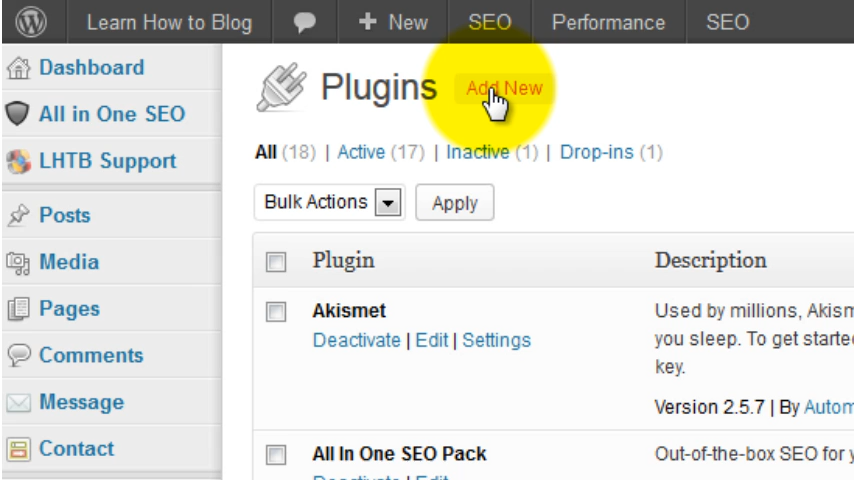 Learn How to Blog New SEO Performance SEO
Dashboard
All in One SEO
LHTB Support
Posts
Media
Pages
Comments
Message
Contact
Plugins Add New
All (18) | Active (17) | Inactive (1) | Drop-ins (1)
Bulk Actions Apply
Plugin Description
Akismet
Deactivate | Edit | Settings
Used by millions, Akism
you sleep. To get starte
key.
Version 2.5.7 | By Autom
All In One SEO Pack
Out-of-the-box SEO for y
Deactivate | Edit